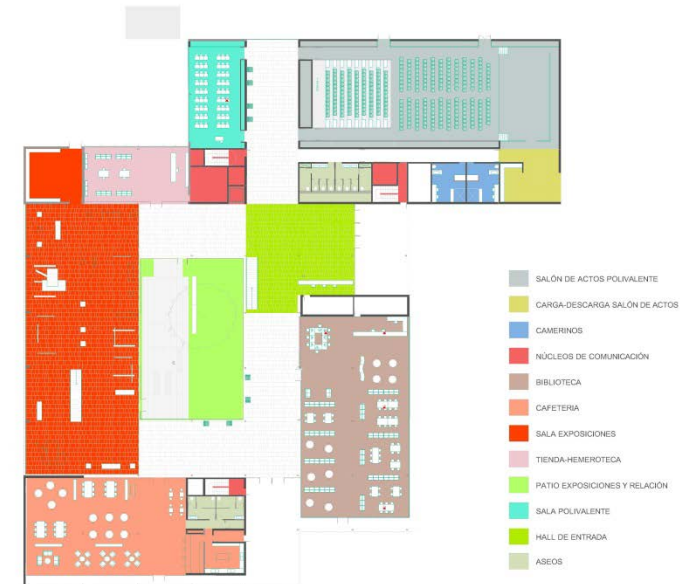 SALÓN DE ACTOS POLIVALENTE
CARGA-DESCARGA SALÓN DE ACTOS
CAMERINOS
NÚCLEOS DE COMUNICACIÓN
BIBLIOTECA
CAFETERIA
SALA EXPOSICIONES
TIENDA-HEMEROTECA
PATIO EXPOSICIONES Y RELACIÓN
SALA POLIVALENTE
HALL DE ENTRADA
ASEOS